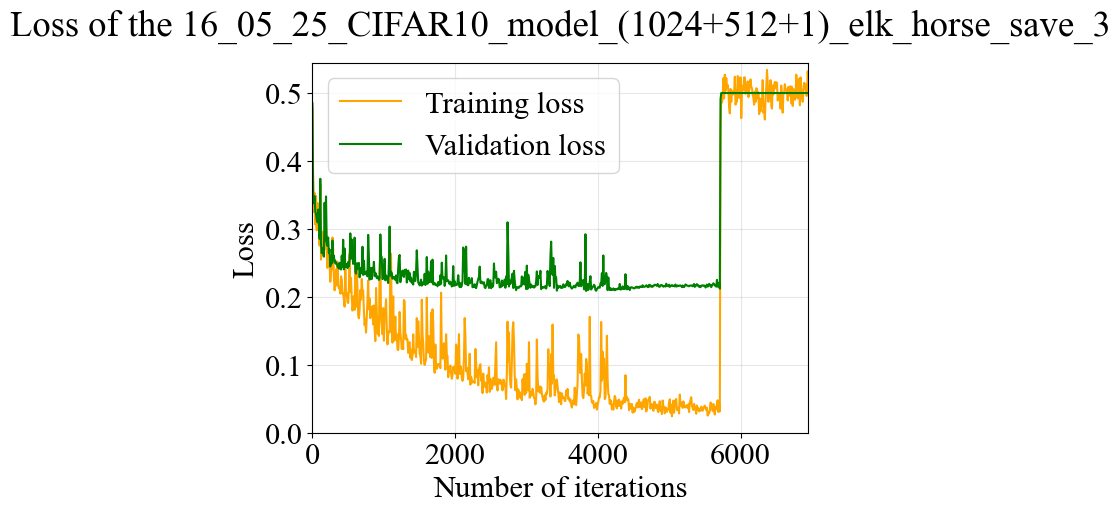 Loss of the 16_05_25_CIFAR10_model_(1024+512+1)_elk_horse_save_3
Training loss
Validation loss
Loss
0.5
0.4
0.3
0.2
0.1
0.0
0 2000 4000 6000
Number of iterations